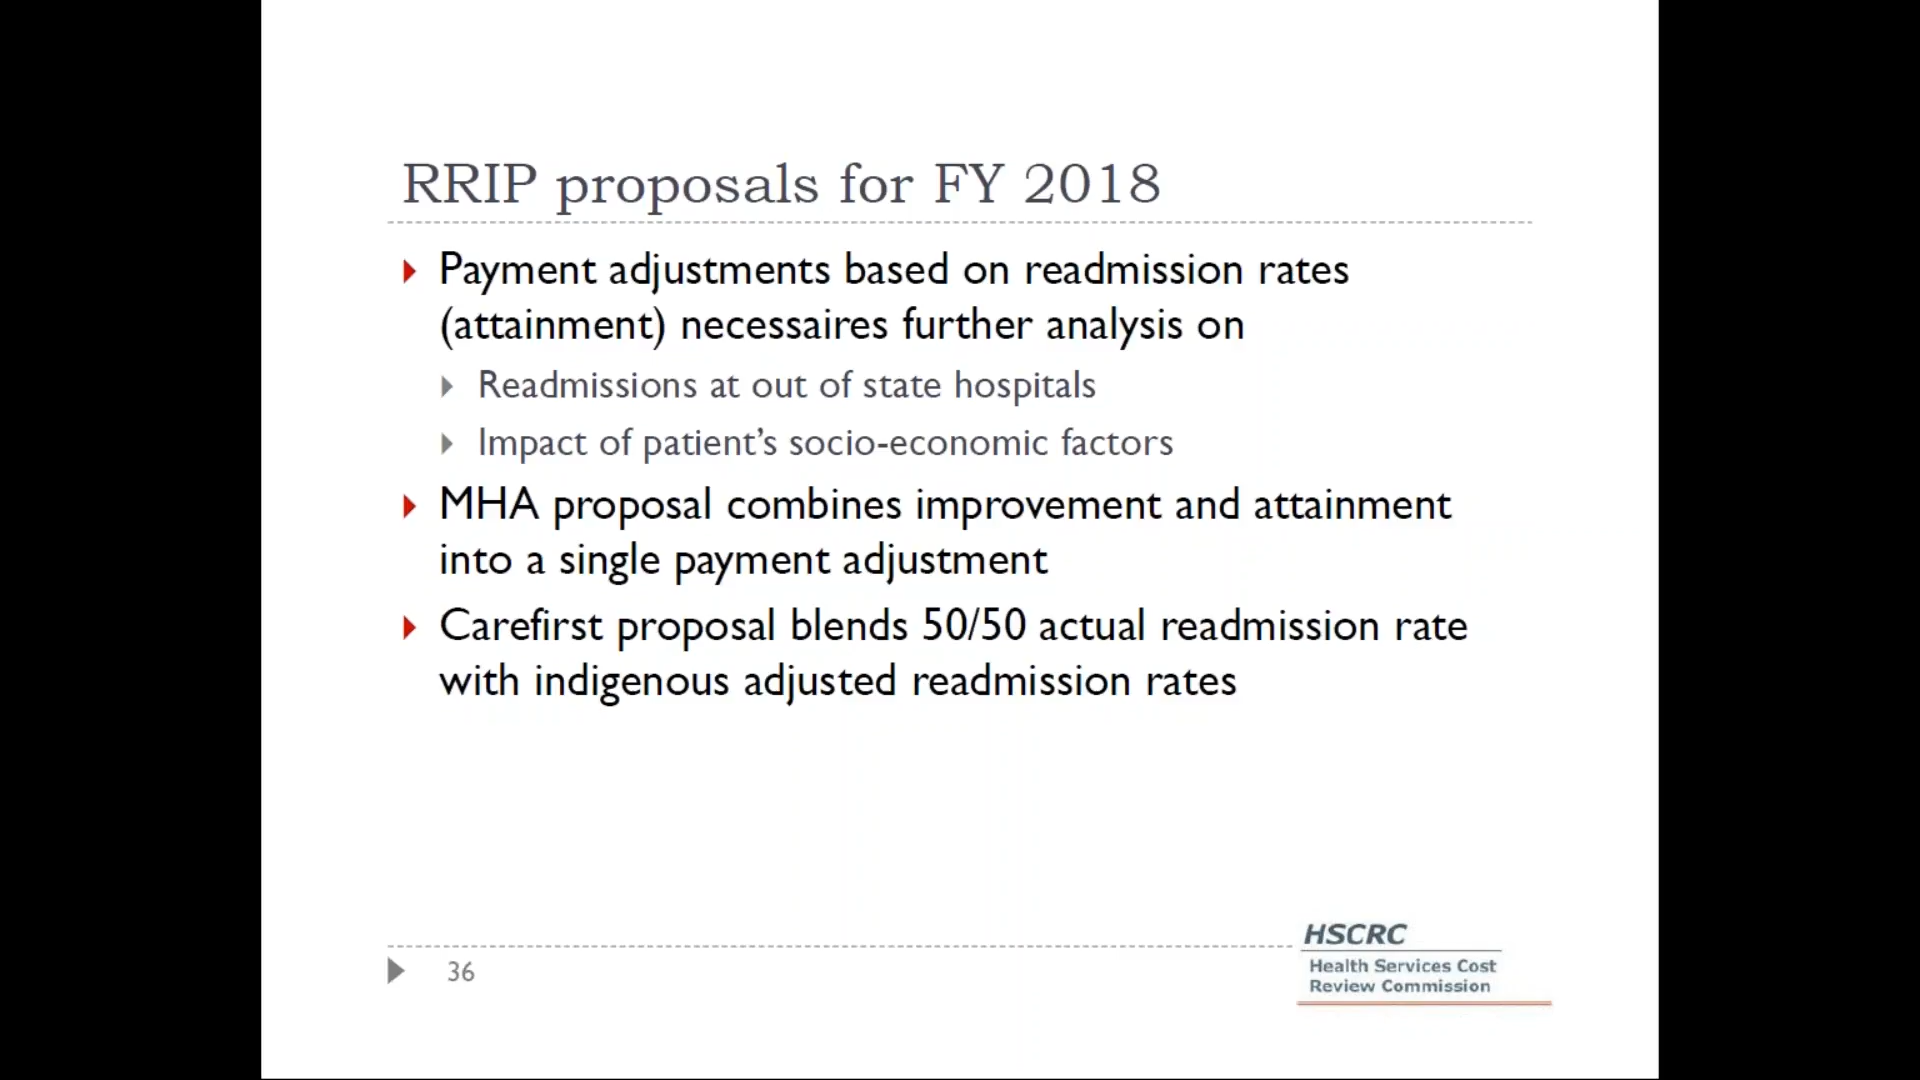 RRIP proposals for FY 2018
Payment adjustments based on readmission rates
(attainment) necessaires further analysis on
Readmissions at out of state hospitals
Impact of patient’s socio-economic factors
MHA proposal combines improvement and attainment
into a single payment adjustment
Carefirst proposal blends 50/50 actual readmission rate
with indigenous adjusted readmission rates
36
HSCRC
Health Services Cost
Review Commission